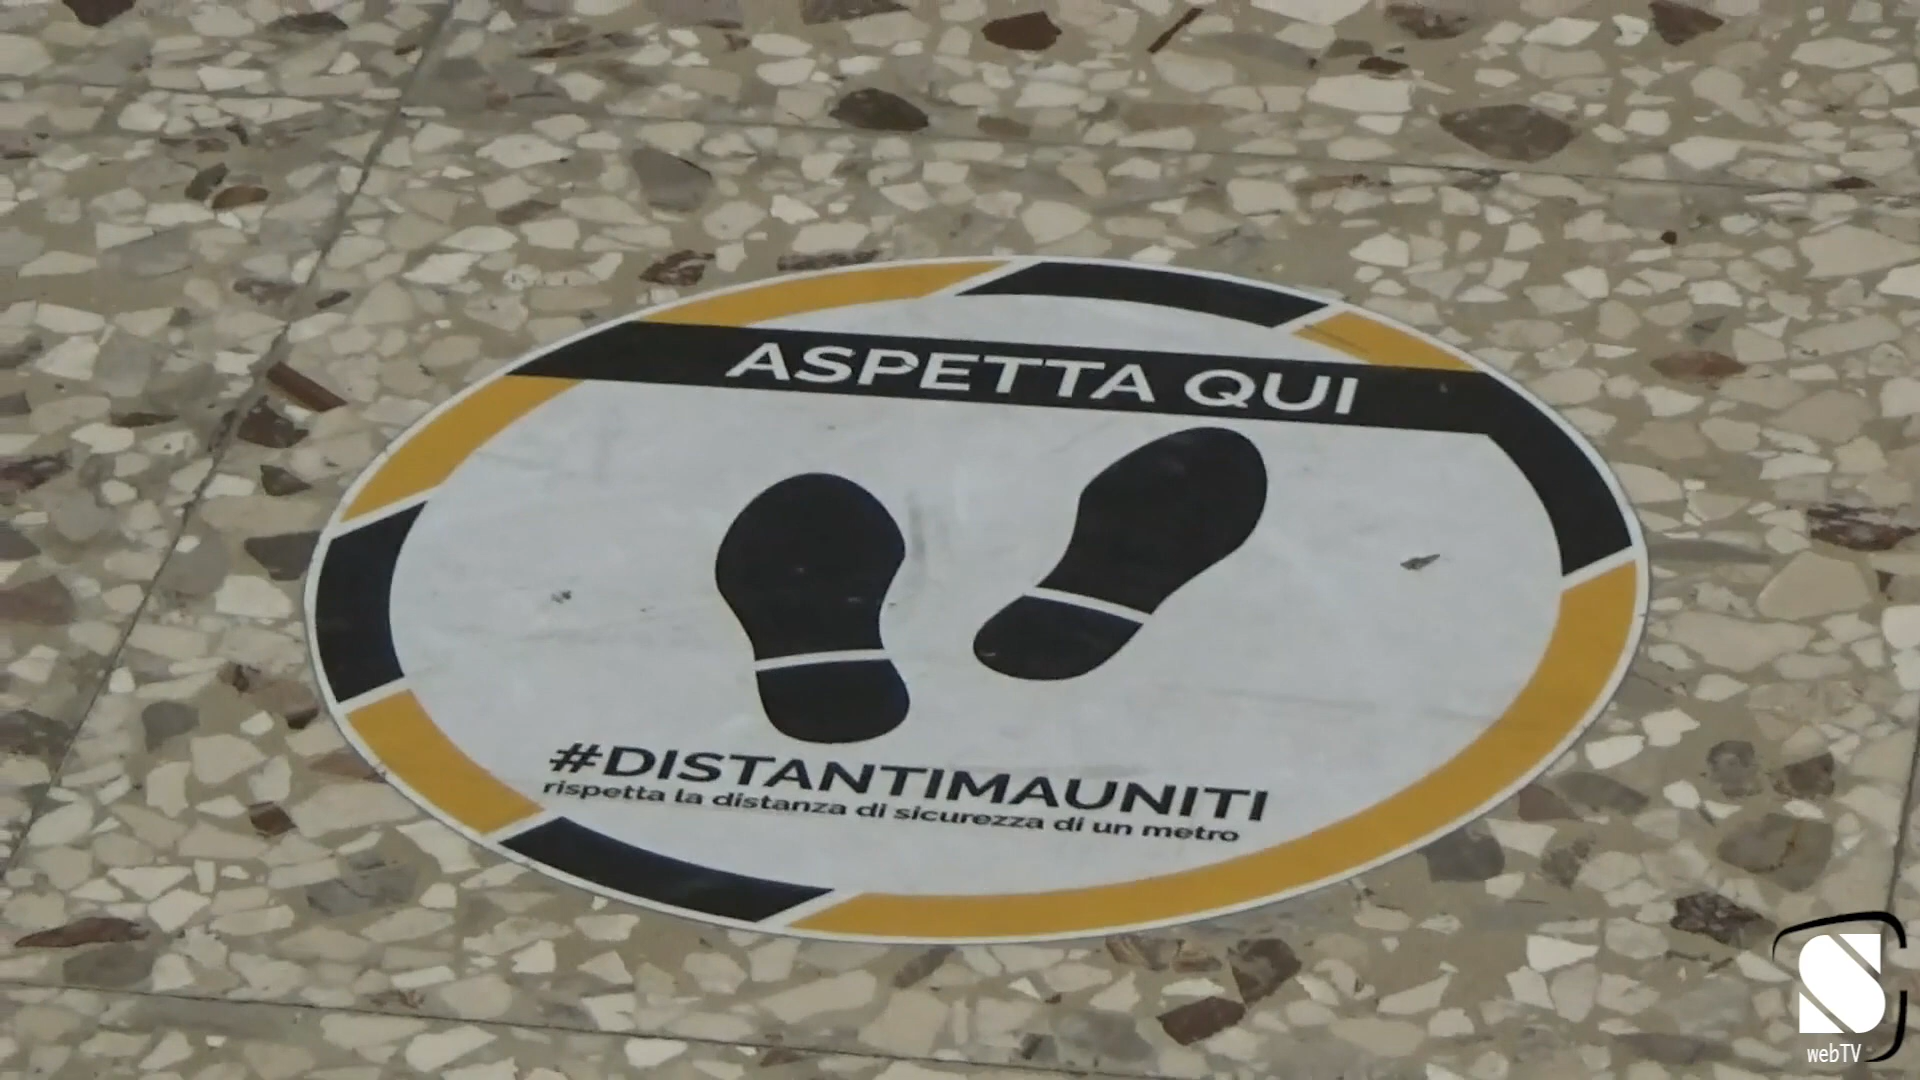 ASPETTA QUI
#DISTANTIMAUNITI
rispetta la distanza di sicurezza di un metro
S
webTV